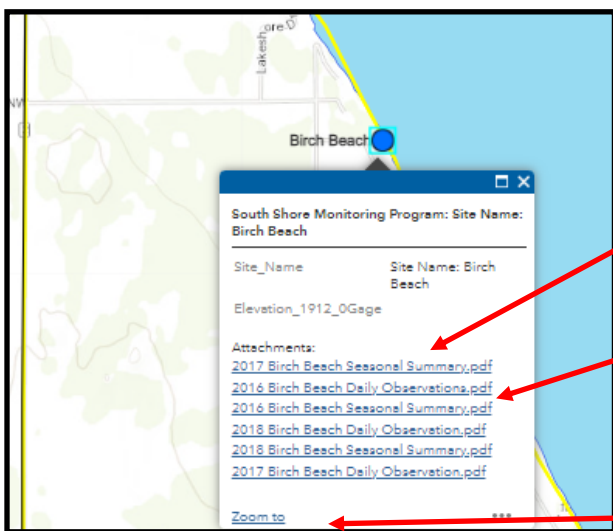 ore D
Lakesh
NW
Birch Beach
South Shore Monitoring Program: Site Name:
Birch Beach
Site_Name Site Name: Birch
Beach
Elevation_1912_0Gage
Attachments:
2017 Birch Beach Seasonal Summary.pdf
2016 Birch Beach Daily Observations.pdf
2016 Birch Beach Seasonal Summary.pdf
2018 Birch Beach Daily Observation.pdf
2018 Birch Beach Seasonal Summary.pdf
2017 Birch Beach Daily Observation.pdf
Zoom to